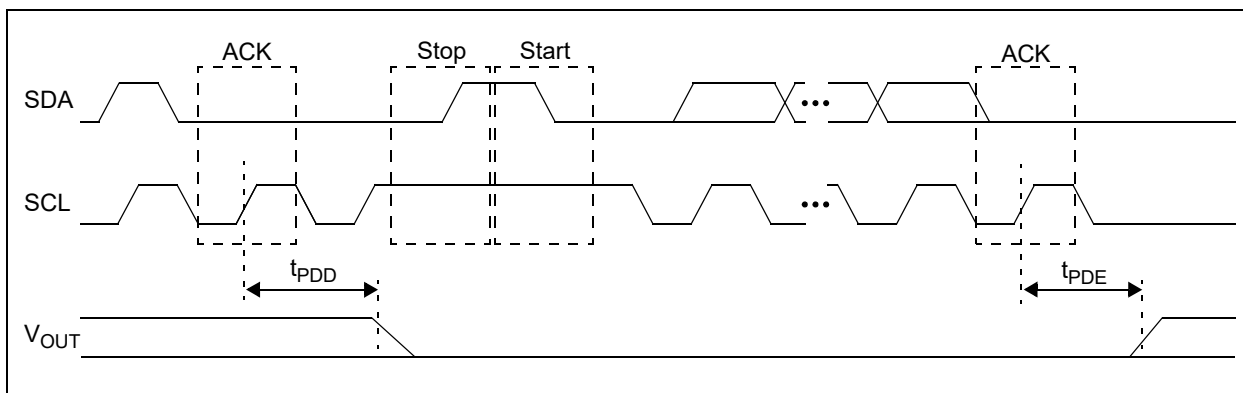 ACK Stop Start ACK
SDA •••
SCL •••
tPDD tPDE
VOUT